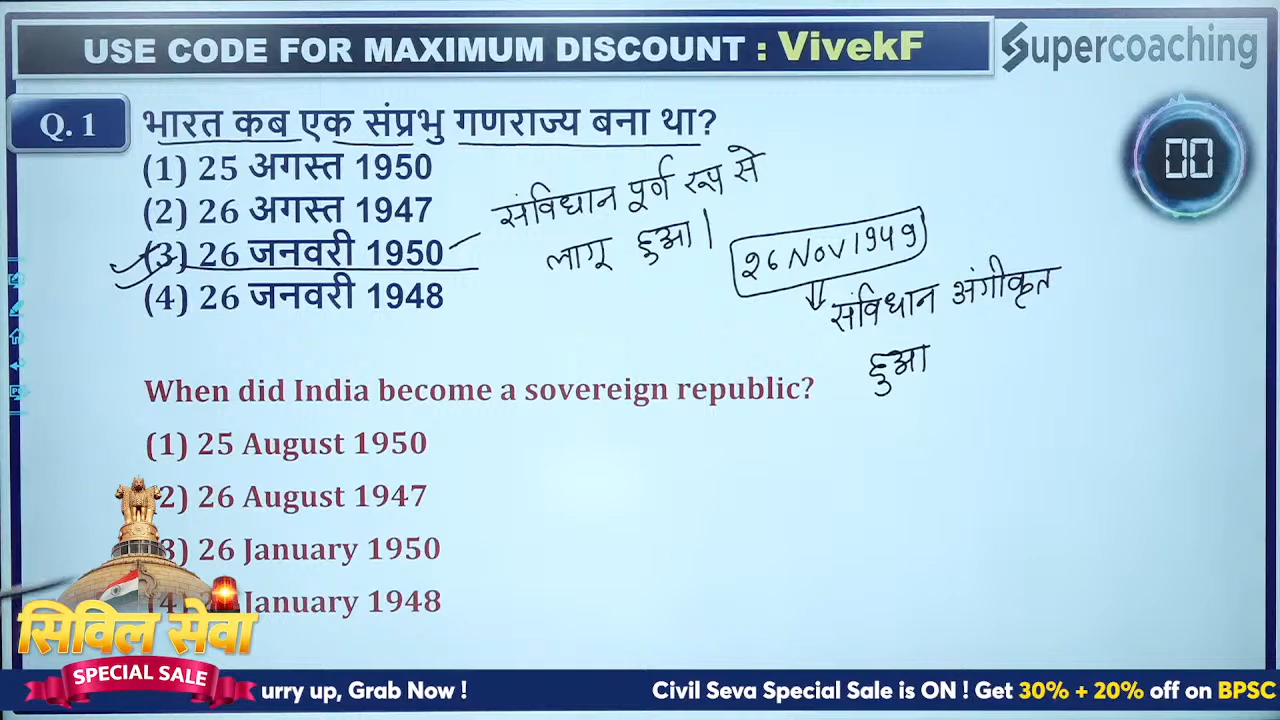 USE CODE FOR MAXIMUM DISCOUNT : VivekF
Supercoaching
Q. 1
भारत कब एक संप्रभु गणराज्य बना था?
(1) 25 अगस्त 1950
(2) 26 अगस्त 1947
(3) 26 जनवरी 1950
(4) 26 जनवरी 1948
संविधान पूर्ण रूप से
लागू हुआ।
26 Nov 1949
संविधान अंगीकृत
हुआ
00
When did India become a sovereign republic?
(1) 25 August 1950
2) 26 August 1947
3) 26 January 1950
(4) January 1948
सिविल सेवा
SPECIAL SALE
urry up, Grab Now !
Civil Seva Special Sale is ON ! Get 30% + 20% off on BPSC